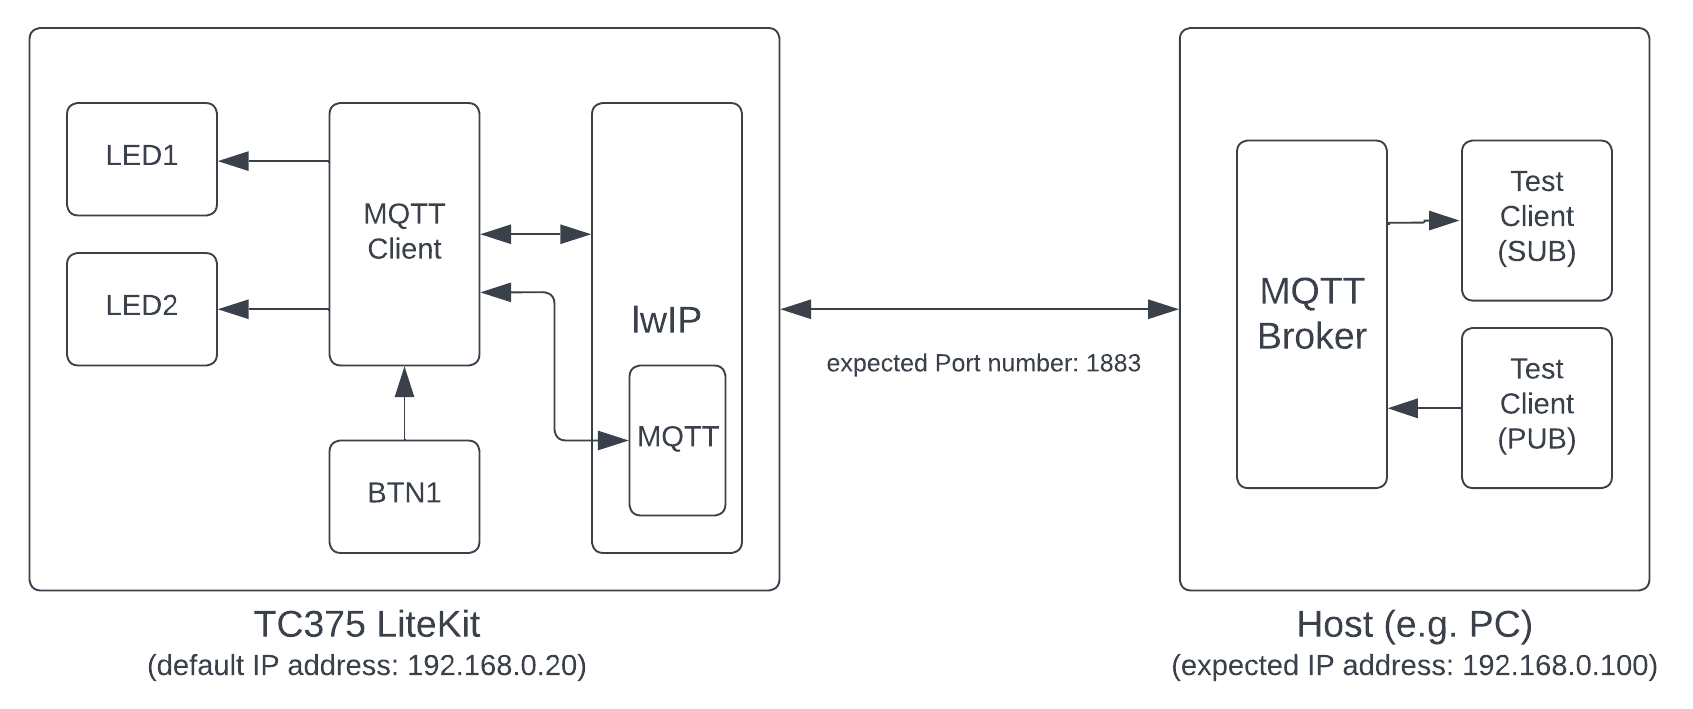 LED1
LED2
MQTT
Client
BTN1
lwIP
MQTT
expected Port number: 1883
MQTT
Broker
Test
Client
(SUB)
Test
Client
(PUB)
TC375 LiteKit
(default IP address: 192.168.0.20)
Host (e.g. PC)
(expected IP address: 192.168.0.100)